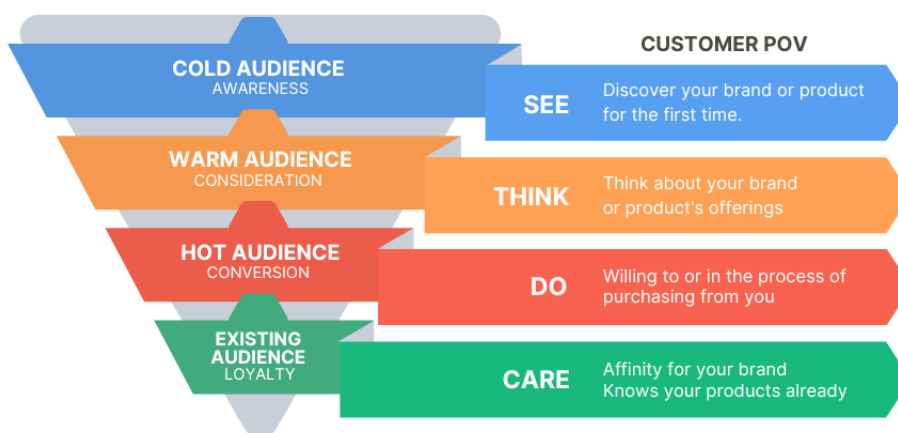 CUSTOMER POV
COLD AUDIENCE
AWARENESS
SEE
Discover your brand or product
for the first time.
WARM AUDIENCE
CONSIDERATION
THINK
Think about your brand
or product's offerings
HOT AUDIENCE
CONVERSION
DO
Willing to or in the process of
purchasing from you
EXISTING
AUDIENCE
LOYALTY
CARE
Affinity for your brand
Knows your products already